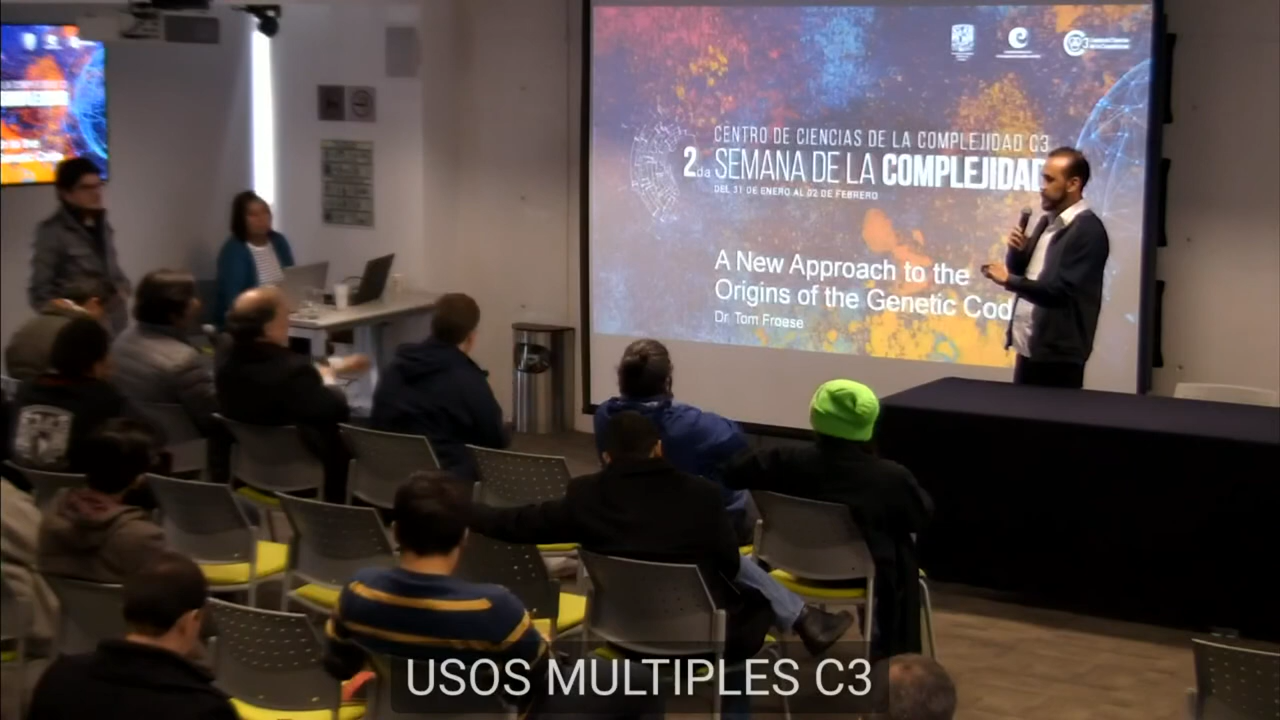 CENTRO DE CIENCIAS DE LA COMPLEJIDAD C3
2da SEMANA DE LA COMPLEJIDAD
DEL 31 DE ENERO AL 02 DE FEBRERO
A New Approach to the
Origins of the Genetic Cod
Dr. Tom Froese
USOS MULTIPLES C3